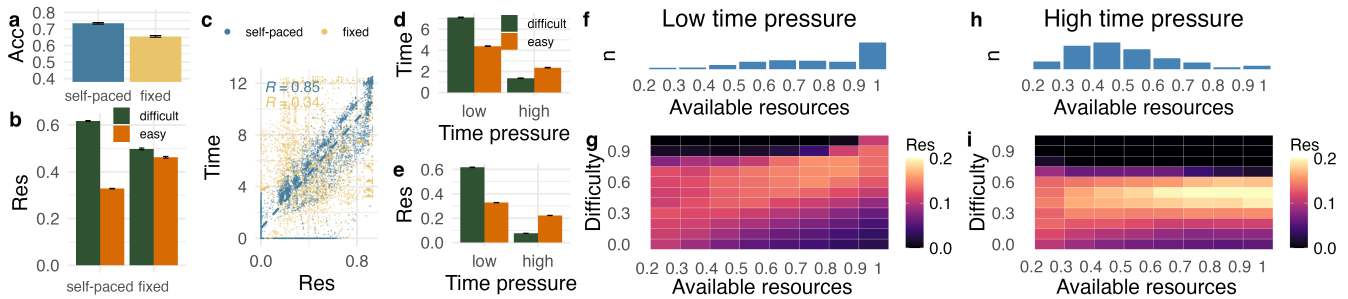 a
Acc
0.8
0.7
0.6
0.5
0.4
self-paced fixed
b
Res
0.6
0.4
0.2
0.0
difficult
easy
self-paced fixed
c
self-paced
fixed
R = 0.85
R = 0.34
Time
12
8
4
0
0.0 0.8
Res
d
Time
6
4
2
0
difficult
easy
low high
Time pressure
e
Res
0.6
0.4
0.2
0.0
low high
Time pressure
f
Low time pressure
n
0.2 0.3 0.4 0.5 0.6 0.7 0.8 0.9 1
Available resources
g
Difficulty
0.9
0.6
0.3
0.0
0.2 0.3 0.4 0.5 0.6 0.7 0.8 0.9 1
Available resources
Res
0.2
0.1
0.0
h
High time pressure
n
0.2 0.3 0.4 0.5 0.6 0.7 0.8 0.9 1
Available resources
i
Difficulty
0.9
0.6
0.3
0.0
0.2 0.3 0.4 0.5 0.6 0.7 0.8 0.9 1
Available resources
Res
0.2
0.1
0.0